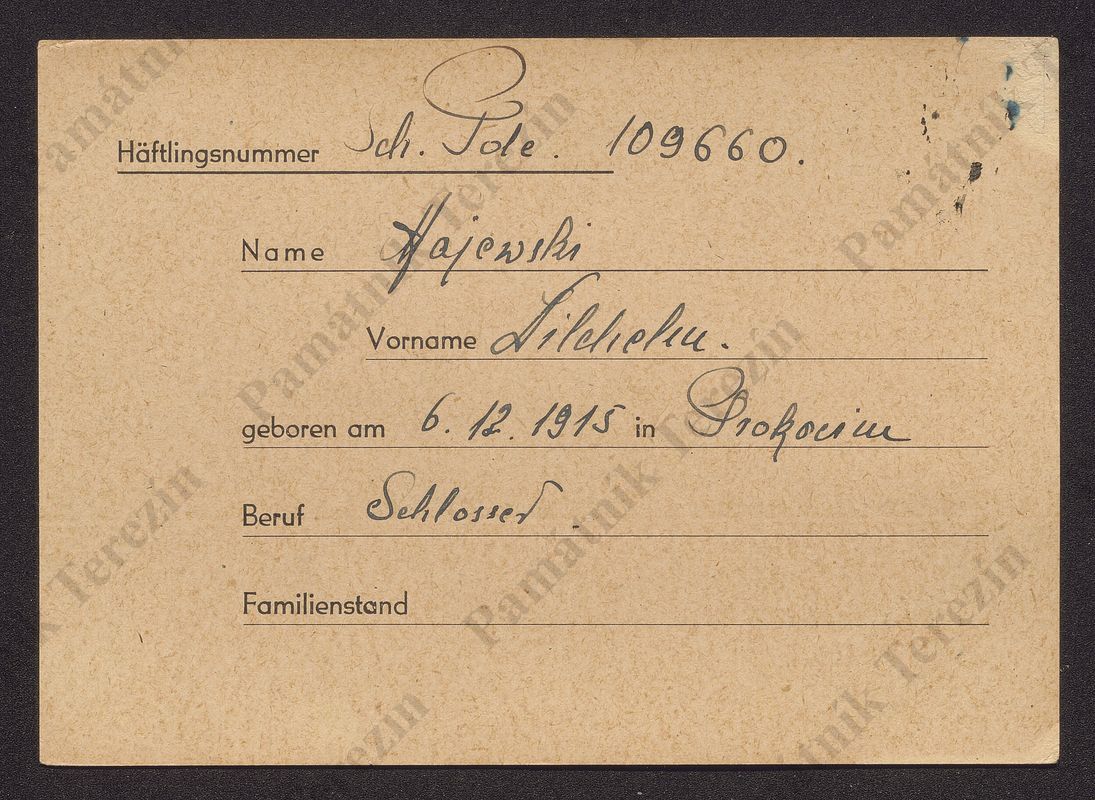 Häftlingsnummer Sch. Pole. 109660.
Name Hajewski
Vorname Wilchelm.
geboren am 6. 12. 1915 in Prokocim
Beruf Schlosser.
Familienstand
Památník Terezín